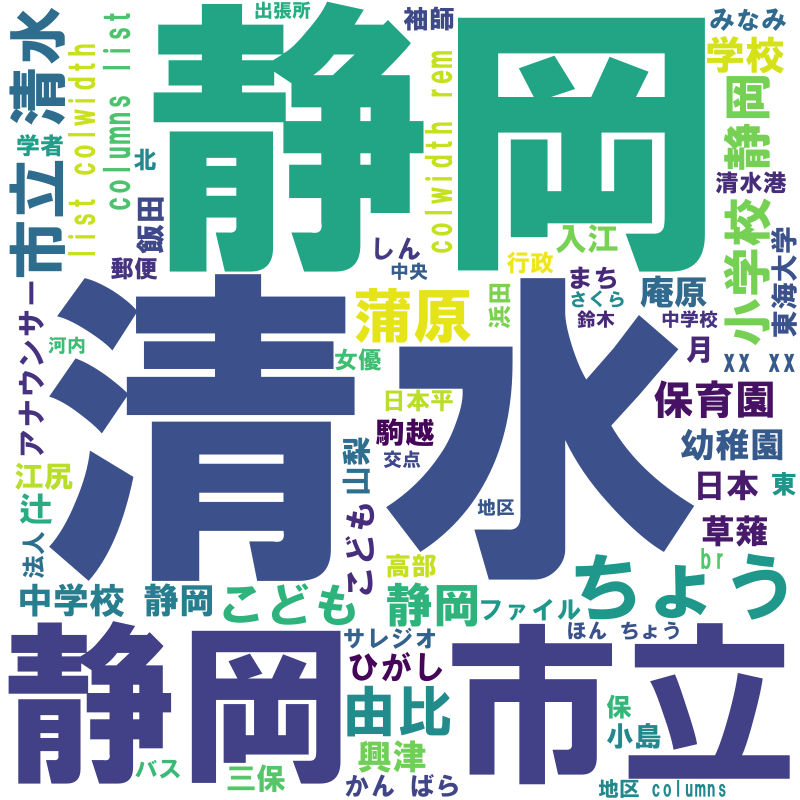 出張所
袖師
みなみ
清水
list colwidth
columns list
静岡
colwidth rem
学校
静岡
学者
北
清水港
市立
飯田
郵便
しん
中央
入江
行政
まち
さくら
鈴木
浜田
庵原
中学校
小学校
東海大学
アナウンサー
河内
清水
蒲原
女優
日本平
月
xx xx
保育園
幼稚園
駒越
交点
山梨
江尻
辻
法人
こども
地区
日本
東
草薙
br
高部
中学校 静岡
こども
静岡
ファイル
ちょう
静岡
市立
サレジオ
ほん ちょう
ひがし
由比
保
小島
興津
バス
三保
かん ばら
地区 columns